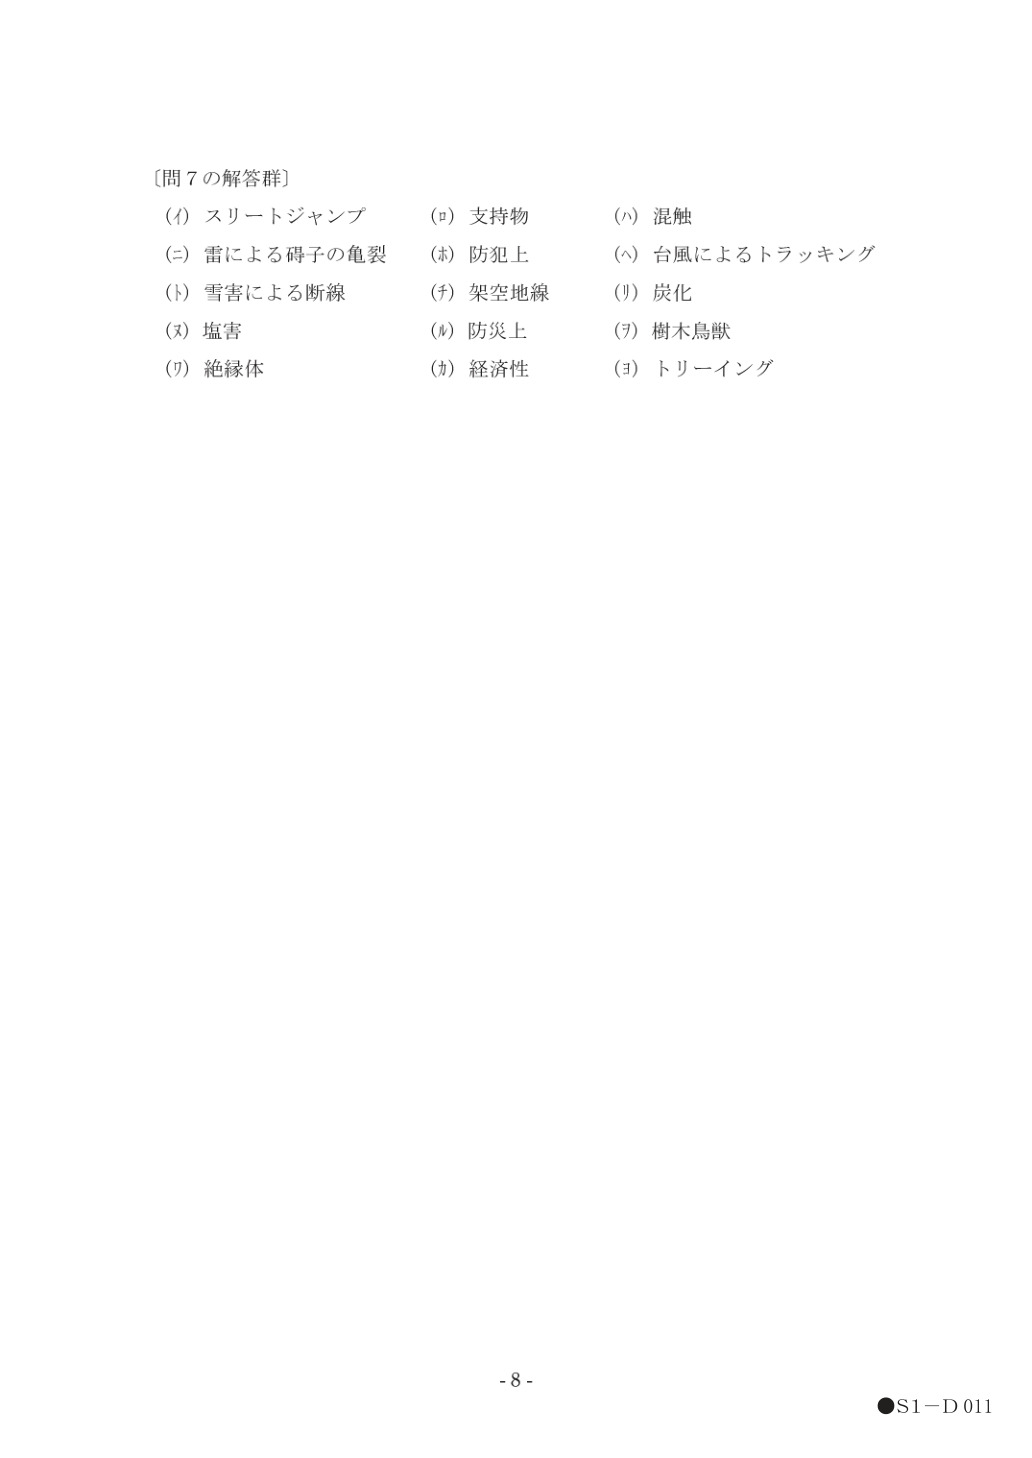 〔問７の解答群〕
(ｲ) スリートジャンプ (ﾛ) 支持物 (ﾊ) 混触
(ﾆ) 雷による碍子の亀裂 (ﾎ) 防犯上 (ﾍ) 台風によるトラッキング
(ﾄ) 雪害による断線 (ﾁ) 架空地線 (ﾘ) 炭化
(ﾇ) 塩害 (ﾙ) 防災上 (ｦ) 樹木鳥獣
(ﾜ) 絶縁体 (ｶ) 経済性 (ﾖ) トリーイング
- 8 -
●S1－D 011